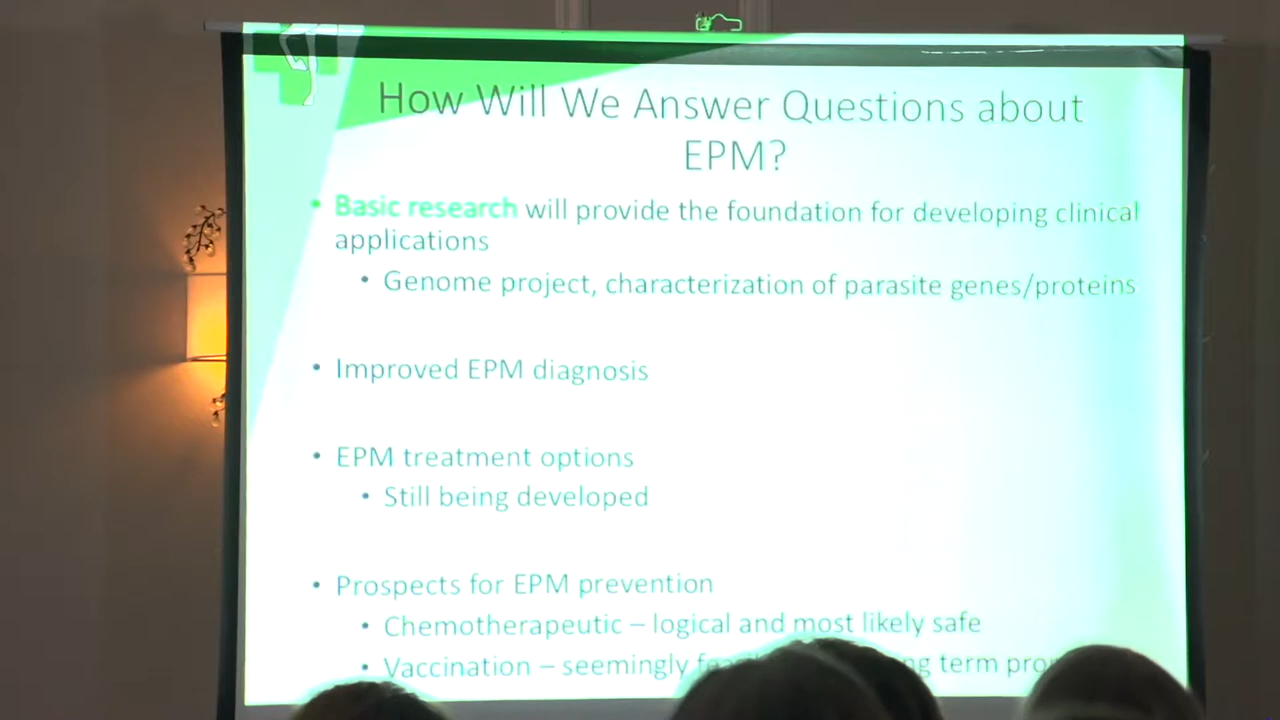 How Will We Answer Questions about
EPM?
• Basic research will provide the foundation for developing clinical
applications
• Genome project, characterization of parasite genes/proteins
• Improved EPM diagnosis
• EPM treatment options
• Still being developed
• Prospects for EPM prevention
• Chemotherapeutic – logical and most likely safe
• Vaccination – seemingly term